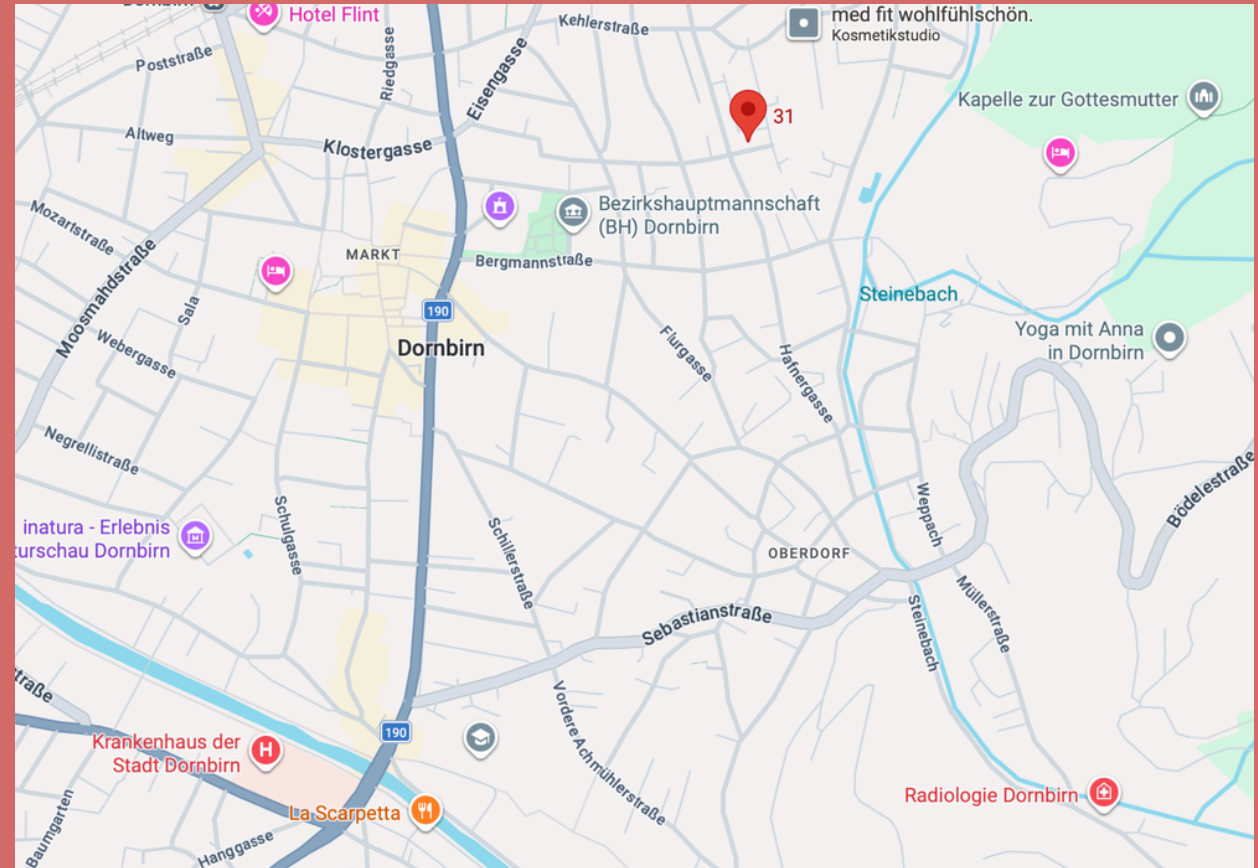 Hotel Flint
Kehlerstraße
med fit wohlfühlschön.
Kosmetikstudio
Poststraße
Riedgasse
Eisengasse
Kapelle zur Gottesmutter
31
Altweg
Klostergasse
Mozartstraße
Bezirkshauptmannschaft
(BH) Dornbirn
MARKT
Bergmannstraße
Moosmahdstraße
Sala
Steinebach
190
Webergasse
Dornbirn
Flurgasse
Hafnergasse
Yoga mit Anna
in Dornbirn
Negrellistraße
Bödelestraße
inatura - Erlebnis
turschau Dornbirn
Schulgasse
Schillerstraße
Weppach
OBERDORF
Sebastianstraße
Müllerstraße
Steinebach
traße
Vordere Achmühlerstraße
190
Krankenhaus der
Stadt Dornbirn
H
La Scarpetta
Radiologie Dornbirn
Baumgarten
Hanggasse